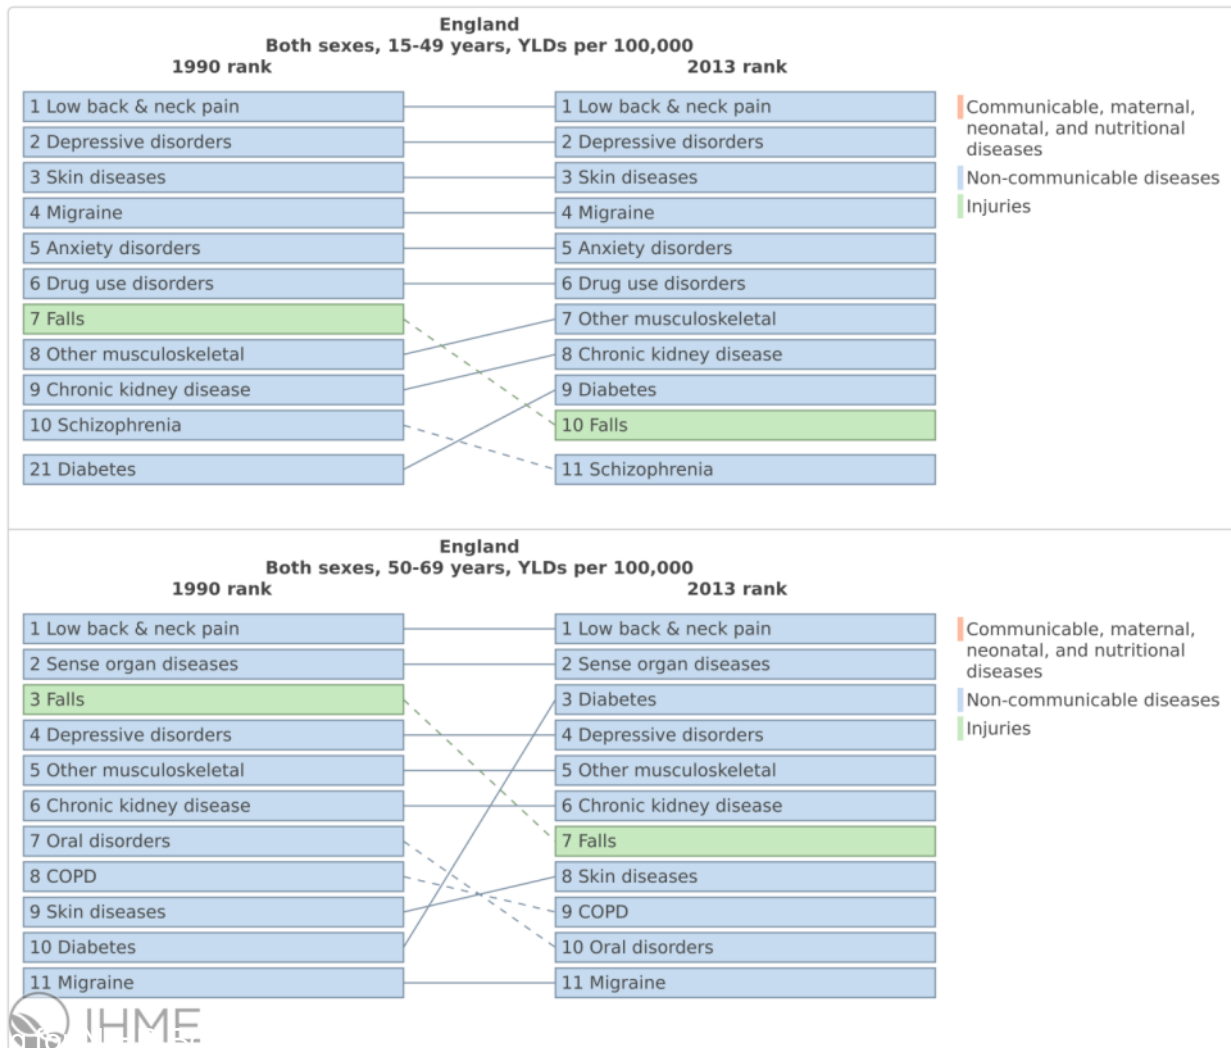 England
Both sexes, 15-49 years, YLDs per 100,000
1990 rank 2013 rank
1 Low back & neck pain 1 Low back & neck pain
2 Depressive disorders 2 Depressive disorders
3 Skin diseases 3 Skin diseases
4 Migraine 4 Migraine
5 Anxiety disorders 5 Anxiety disorders
6 Drug use disorders 6 Drug use disorders
7 Falls 7 Other musculoskeletal
8 Other musculoskeletal 8 Chronic kidney disease
9 Chronic kidney disease 9 Diabetes
10 Schizophrenia 10 Falls
21 Diabetes 11 Schizophrenia
Communicable, maternal,
neonatal, and nutritional
diseases
Non-communicable diseases
Injuries
England
Both sexes, 50-69 years, YLDs per 100,000
1990 rank 2013 rank
1 Low back & neck pain 1 Low back & neck pain
2 Sense organ diseases 2 Sense organ diseases
3 Falls 3 Diabetes
4 Depressive disorders 4 Depressive disorders
5 Other musculoskeletal 5 Other musculoskeletal
6 Chronic kidney disease 6 Chronic kidney disease
7 Oral disorders 7 Falls
8 COPD 8 Skin diseases
9 Skin diseases 9 COPD
10 Diabetes 10 Oral disorders
11 Migraine 11 Migraine
Communicable, maternal,
neonatal, and nutritional
diseases
Non-communicable diseases
Injuries
IHME